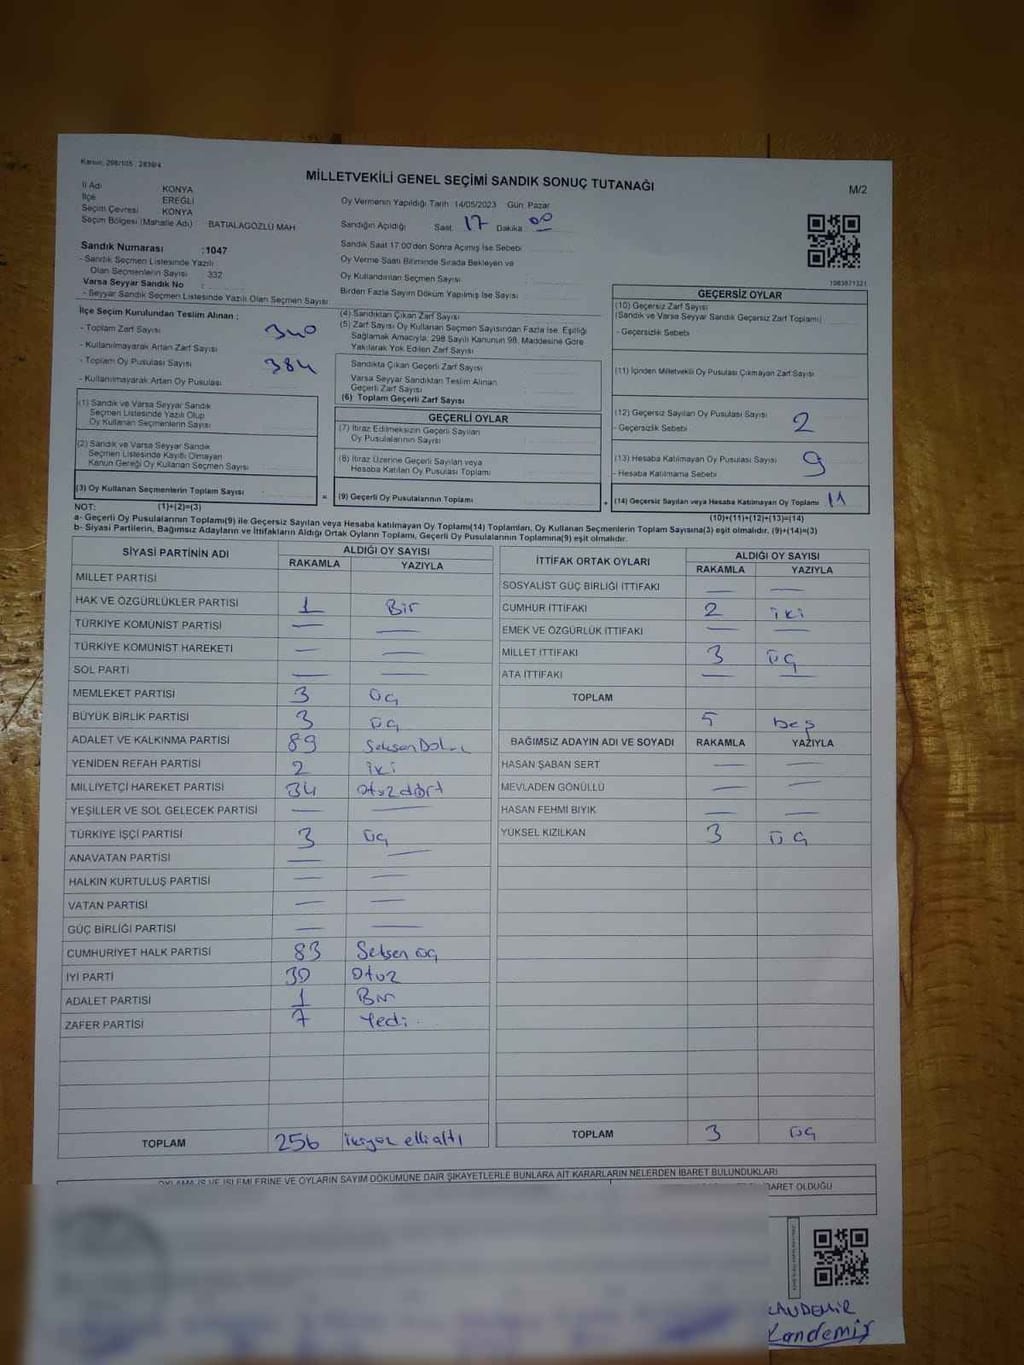 Kanun: 298/105 , 2839/4
MİLLETVEKİLİ GENEL SEÇİMİ SANDIK SONUÇ TUTANAĞI
M/2
İl Adı : KONYA
İlçe : EREĞLİ
Seçim Çevresi : KONYA
Seçim Bölgesi (Mahalle Adı) : BATIALAGÖZLÜ MAH
Oy Vermenin Yapıldığı Tarih 14/05/2023 Gün: Pazar
Sandığın Açıldığı Saat 17 Dakika 00
Sandık Numarası : 1047
- Sandık Seçmen Listesinde Yazılı
Olan Seçmenlerin Sayısı 332
Varsa Seyyar Sandık No :
- Seyyar Sandık Seçmen Listesinde Yazılı Olan Seçmen Sayısı
Sandık Saat 17:00'den Sonra Açılmış İse Sebebi
Oy Verme Saati Bitiminde Sırada Bekleyen ve
Oy Kullandırılan Seçmen Sayısı
Birden Fazla Sayım Döküm Yapılmış İse Sayısı
1983871321
İlçe Seçim Kurulundan Teslim Alınan :
- Toplam Zarf Sayısı 340
- Kullanılmayarak Artan Zarf Sayısı
- Toplam Oy Pusulası Sayısı 384
- Kullanılmayarak Artan Oy Pusulası
(4) Sandıktan Çıkan Zarf Sayısı
(5) Zarf Sayısı Oy Kullanan Seçmen Sayısından Fazla İse, Eşitliği
Sağlamak Amacıyla, 298 Sayılı Kanunun 98. Maddesine Göre
Yakılarak Yok Edilen Zarf Sayısı
Sandıkta Çıkan Geçerli Zarf Sayısı
Varsa Seyyar Sandıktan Teslim Alınan
Geçerli Zarf Sayısı
(6) Toplam Geçerli Zarf Sayısı
GEÇERSİZ OYLAR
(10) Geçersiz Zarf Sayısı
(Sandık ve Varsa Seyyar Sandık Geçersiz Zarf Toplamı)
- Geçersizlik Sebebi
(11) İçinden Milletvekili Oy Pusulası Çıkmayan Zarf Sayısı
(12) Geçersiz Sayılan Oy Pusulası Sayısı 2
- Geçersizlik Sebebi
(13) Hesaba Katılmayan Oy Pusulası Sayısı 9
- Hesaba Katılmama Sebebi
(14) Geçersiz Sayılan veya Hesaba Katılmayan Oy Toplamı 11
(10)+(11)+(12)+(13)=(14)
(1) Sandık ve Varsa Seyyar Sandık
Seçmen Listesinde Yazılı Olup
Oy Kullanan Seçmenlerin Sayısı
(2) Sandık ve Varsa Seyyar Sandık
Seçmen Listesinde Kayıtlı Olmayan
Kanun Gereği Oy Kullanan Seçmen Sayısı
(3) Oy Kullanan Seçmenlerin Toplam Sayısı
(1)+(2)=(3)
GEÇERLİ OYLAR
(7) İtiraz Edilmeksizin Geçerli Sayılan
Oy Pusulalarının Sayısı
(8) İtiraz Üzerine Geçerli Sayılan veya
Hesaba Katılan Oy Pusulası Toplamı
= (9) Geçerli Oy Pusulalarının Toplamı +
NOT:
a- Geçerli Oy Pusulalarının Toplamı(9) ile Geçersiz Sayılan veya Hesaba katılmayan Oy Toplamı(14) Toplamları, Oy Kullanan Seçmenlerin Toplam Sayısına(3) eşit olmalıdır. (9)+(14)=(3)
b- Siyasi Partilerin, Bağımsız Adayların ve İttifakların Aldığı Ortak Oyların Toplamı, Geçerli Oy Pusulalarının Toplamına(9) eşit olmalıdır.
SİYASİ PARTİNİN ADI ALDIĞI OY SAYISI
RAKAMLA YAZIYLA
MİLLET PARTİSİ
HAK VE ÖZGÜRLÜKLER PARTİSİ 1 Bir
TÜRKİYE KOMÜNİST PARTİSİ — —
TÜRKİYE KOMÜNİST HAREKETİ — —
SOL PARTİ — —
MEMLEKET PARTİSİ 3 üç
BÜYÜK BİRLİK PARTİSİ 3 üç
ADALET VE KALKINMA PARTİSİ 89 Seksen
YENİDEN REFAH PARTİSİ 2 iki
MİLLİYETÇİ HAREKET PARTİSİ 34 otuz dört
YEŞİLLER VE SOL GELECEK PARTİSİ — —
TÜRKİYE İŞÇİ PARTİSİ 3 üç
ANAVATAN PARTİSİ — —
HALKIN KURTULUŞ PARTİSİ — —
VATAN PARTİSİ — —
GÜÇ BİRLİĞİ PARTİSİ — —
CUMHURİYET HALK PARTİSİ 83 Seksen üç
İYİ PARTİ 30 Otuz
ADALET PARTİSİ 1 Bir
ZAFER PARTİSİ 7 Yedi
TOPLAM 256 ikiyüz elli altı
İTTİFAK ORTAK OYLARI ALDIĞI OY SAYISI
RAKAMLA YAZIYLA
SOSYALİST GÜÇ BİRLİĞİ İTTİFAKI — —
CUMHUR İTTİFAKI 2 iki
EMEK VE ÖZGÜRLÜK İTTİFAKI — —
MİLLET İTTİFAKI 3 üç
ATA İTTİFAKI — —
TOPLAM 5 beş
BAĞIMSIZ ADAYIN ADI VE SOYADI RAKAMLA YAZIYLA
HASAN ŞABAN SERT — —
MEVLADEN GÖNÜLLÜ — —
HASAN FEHMİ BIYIK — —
YÜKSEL KIZILKAN 3 üç
TOPLAM 3 üç
OYLAMA İŞ VE İŞLEMLERİNE VE OYLARIN SAYIM DÖKÜMÜNE DAİR ŞİKAYETLERLE BUNLARA AİT KARARLARIN NELERDEN İBARET BULUNDUKLARI
BARET OLDUĞU
Kandemir